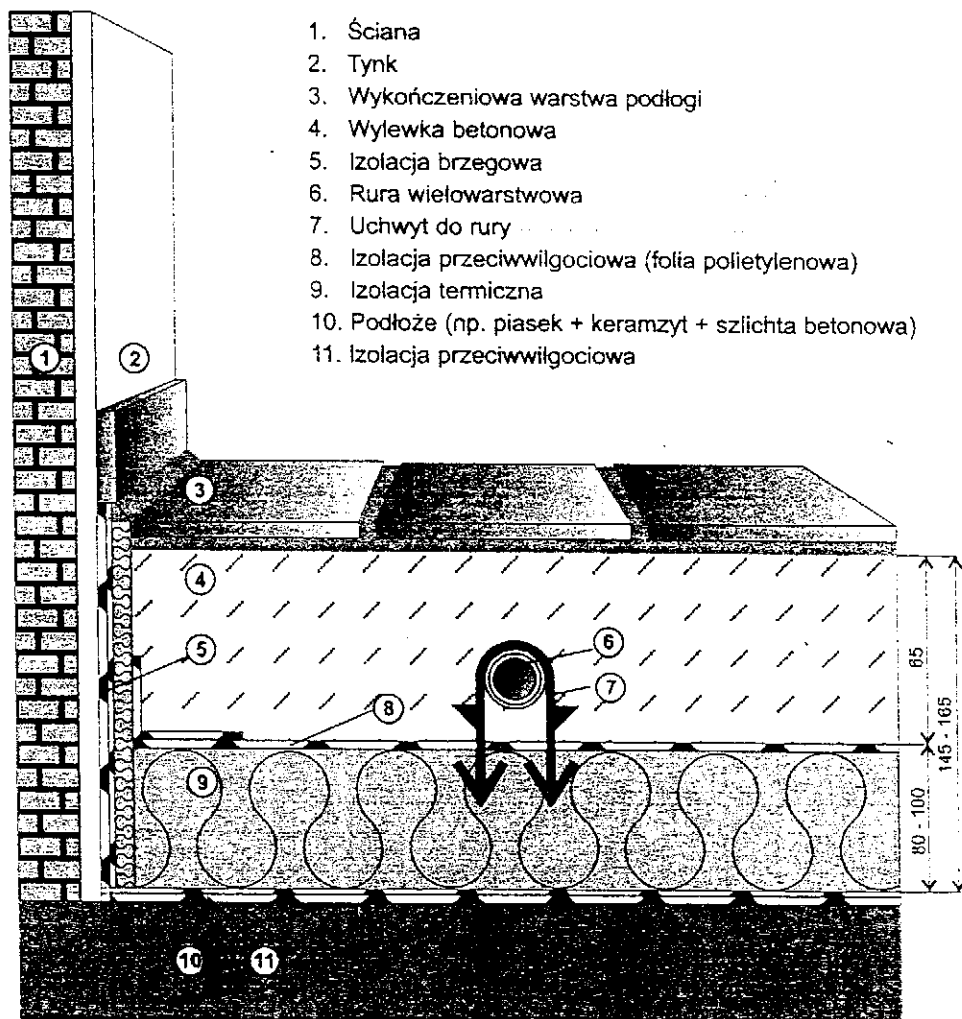 1. Ściana
2. Tynk
3. Wykończeniowa warstwa podłogi
4. Wylewka betonowa
5. Izolacja brzegowa
6. Rura wielowarstwowa
7. Uchwyt do rury
8. Izolacja przeciwwilgociowa (folia polietylenowa)
9. Izolacja termiczna
10. Podłoże (np. piasek + keramzyt + szlichta betonowa)
11. Izolacja przeciwwilgociowa
1
2
3
4
5
6
7
8
9
65
145 - 165
80 - 100
10
11